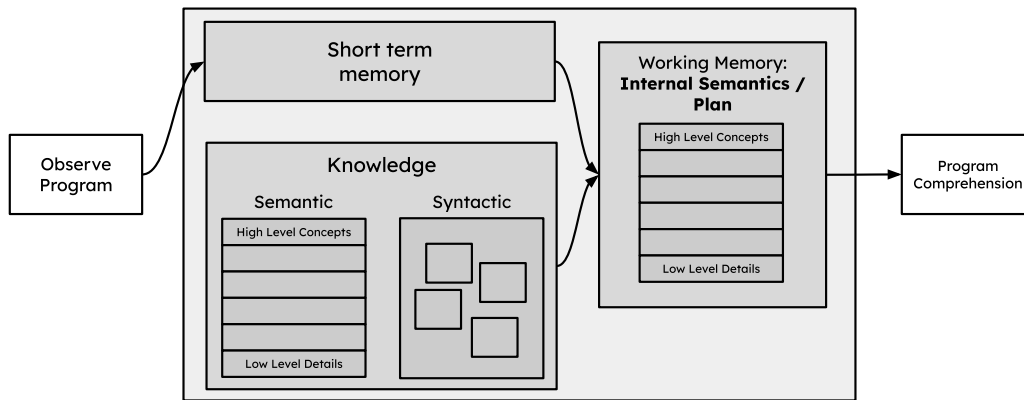 Observe
Program
Short term
memory
Knowledge
Semantic
High Level Concepts
Low Level Details
Syntactic
Working Memory:
Internal Semantics /
Plan
High Level Concepts
Low Level Details
Program
Comprehension